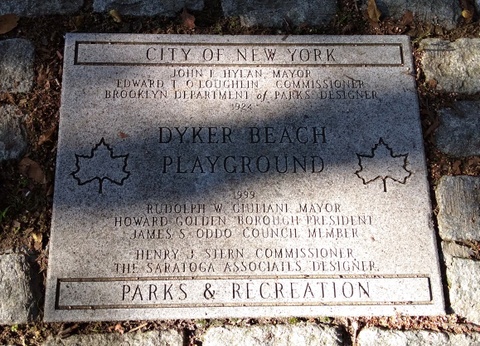 CITY OF NEW YORK
JOHN F. HYLAN, MAYOR
EDWARD T. O'LOUGHLIN COMMISSIONER
BROOKLYN DEPARTMENT of PARKS, DESIGNER
1924
DYKER BEACH
PLAYGROUND
1999
RUDOLPH W. GIULIANI, MAYOR
HOWARD GOLDEN BOROUGH PRESIDENT
JAMES S. ODDO COUNCIL MEMBER
HENRY J. STERN COMMISSIONER
THE SARATOGA ASSOCIATES, DESIGNER
PARKS & RECREATION